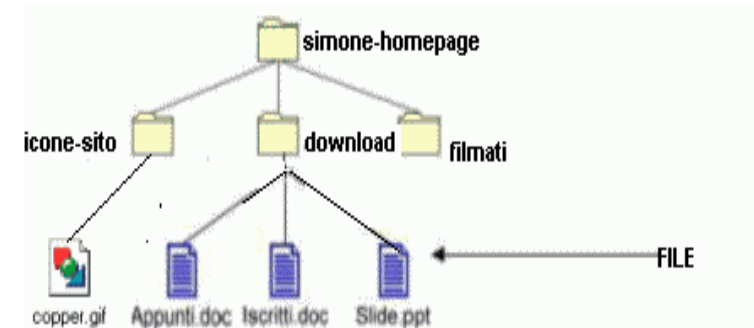 simone-homepage
icone-sito
download
filmati
FILE
copper.gif
Appunti.doc
Iscritti.doc
Slide.ppt